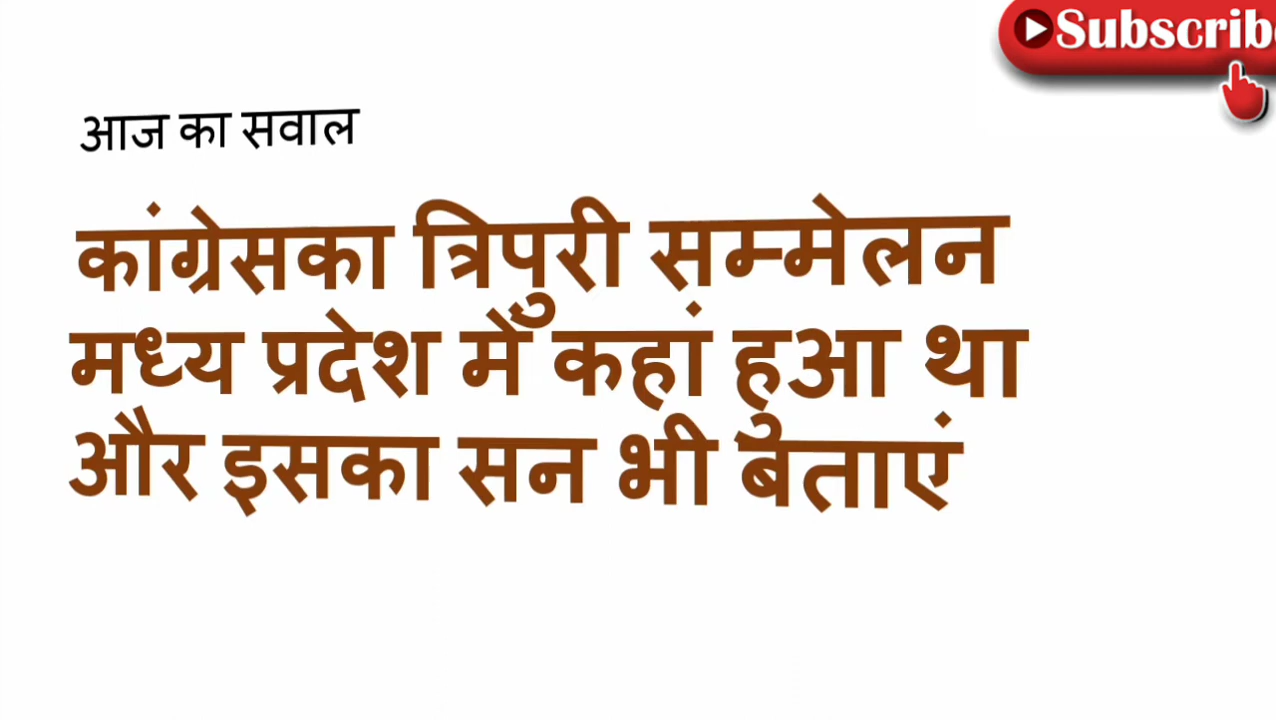 Subscribe
आज का सवाल
कांग्रेसका त्रिपुरी सम्मेलन
मध्य प्रदेश में कहां हुआ था
और इसका सन भी बताएं